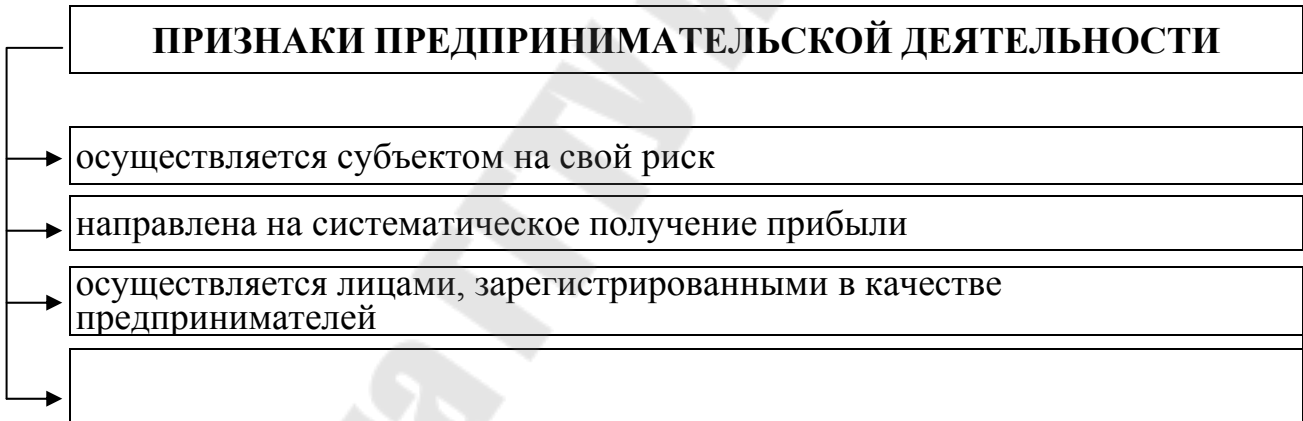 ПРИЗНАКИ ПРЕДПРИНИМАТЕЛЬСКОЙ ДЕЯТЕЛЬНОСТИ
осуществляется субъектом на свой риск
направлена на систематическое получение прибыли
осуществляется лицами, зарегистрированными в качестве
предпринимателей